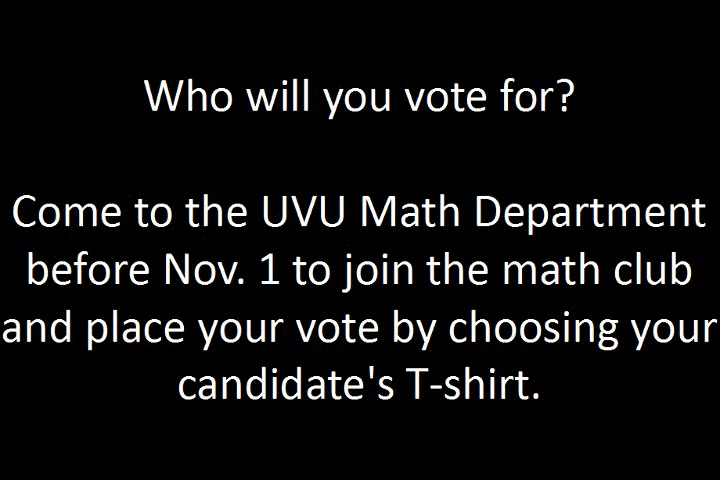 Who will you vote for?
Come to the UVU Math Department
before Nov. 1 to join the math club
and place your vote by choosing your
candidate's T-shirt.